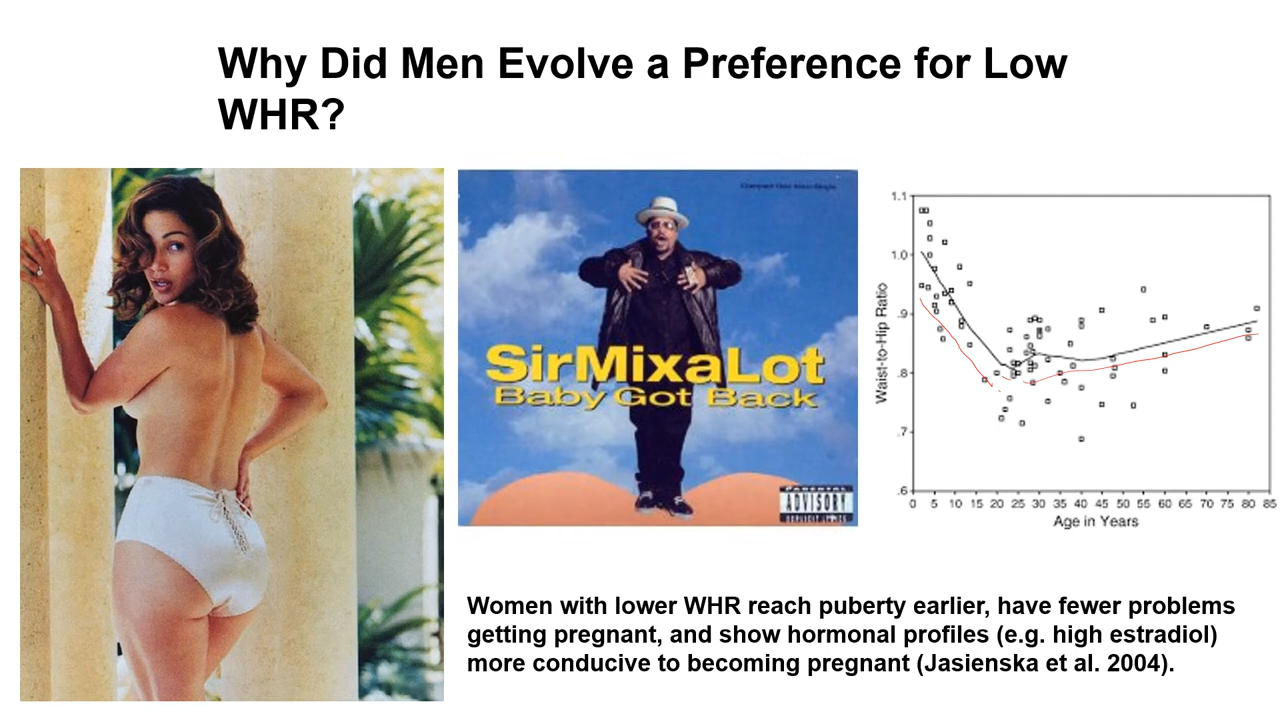 Why Did Men Evolve a Preference for Low
WHR?
SirMixaLot
Baby Got Back
PARENTAL
ADVISORY
1.1
1.0
.9
.8
.7
.6
Waist-to-Hip Ratio
0 5 10 15 20 25 30 35 40 45 50 55 60 65 70 75 80 85
Age in Years
Women with lower WHR reach puberty earlier, have fewer problems
getting pregnant, and show hormonal profiles (e.g. high estradiol)
more conducive to becoming pregnant (Jasienska et al. 2004).